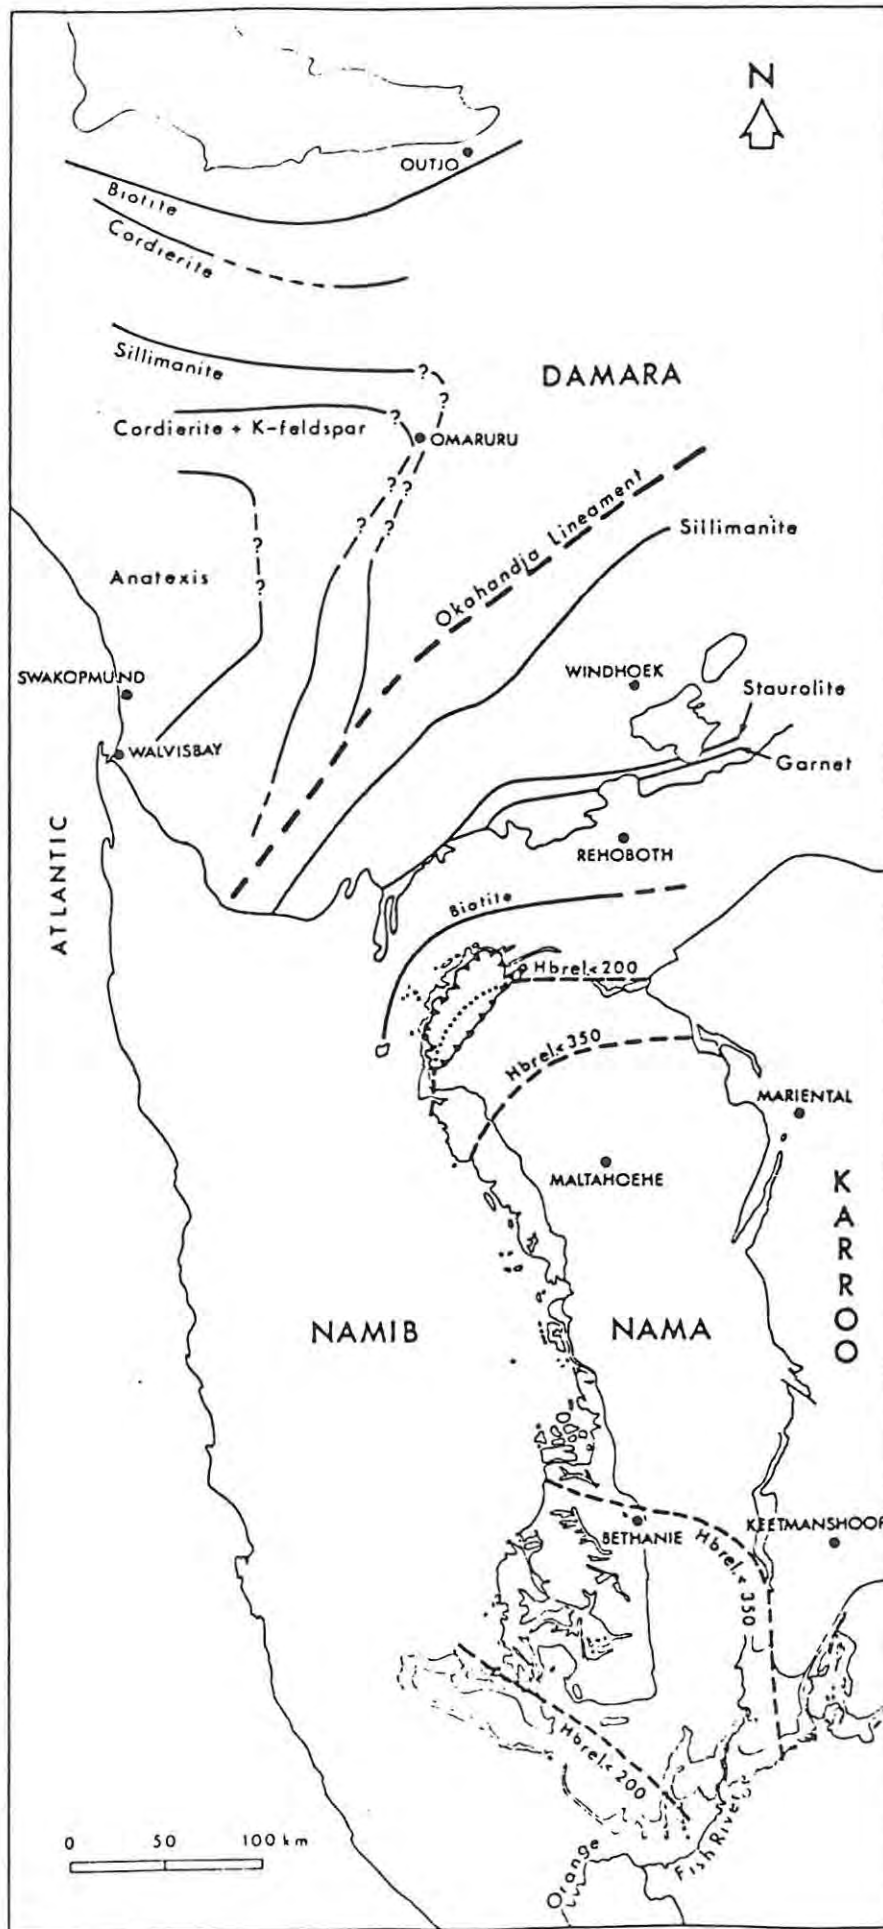 N
OUTJO
Biotite
Cordierite
Sillimanite
DAMARA
Cordierite + K-feldspar
OMARURU
? ? ? ? ? ? ? ? ?
Okahandja Lineament
Sillimanite
Anatexis
WINDHOEK
SWAKOPMUND
Staurolite
WALVISBAY
Garnet
ATLANTIC
REHOBOTH
Biotite
Hbrel.<200
Hbrel.<350
MARIENTAL
MALTAHOEHE
KARROO
NAMIB
NAMA
BETHANIE
KEETMANSHOOP
Hbrel.< 350
Hbrel.<200
0 50 100 km
Orange
Fish River